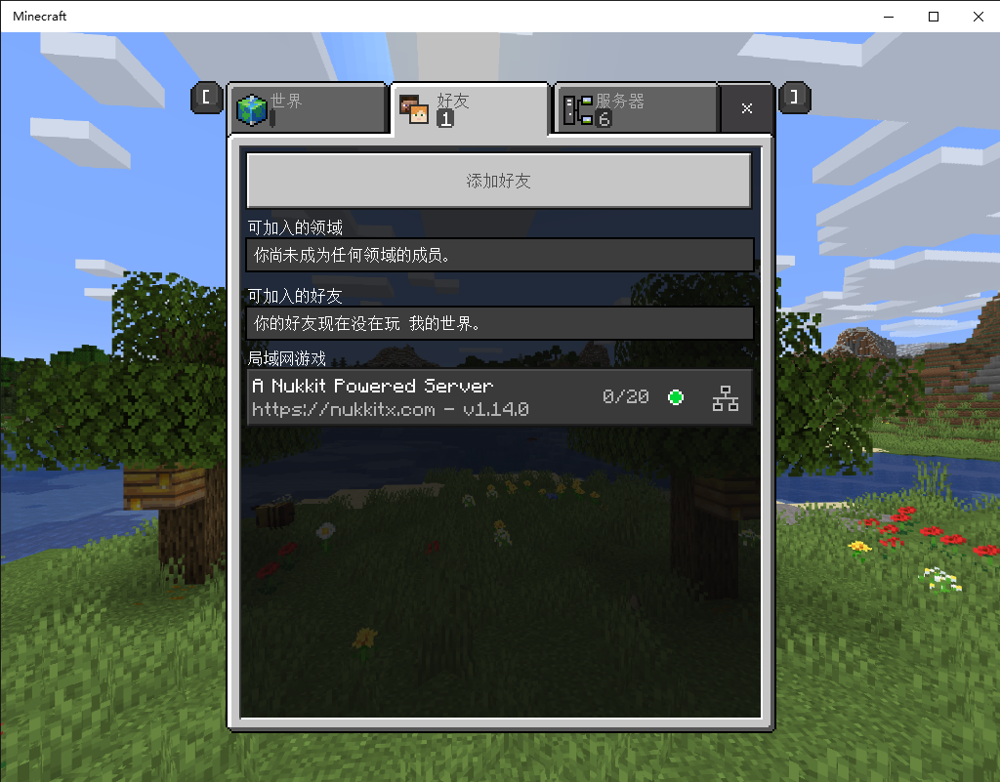 Minecraft
[
世界
好友
1
服务器
6
]
添加好友
可加入的领域
你尚未成为任何领域的成员。
可加入的好友
你的好友现在没在玩 我的世界。
局域网游戏
A Nukkit Powered Server
https://nukkitx.com - v1.14.0
0/20